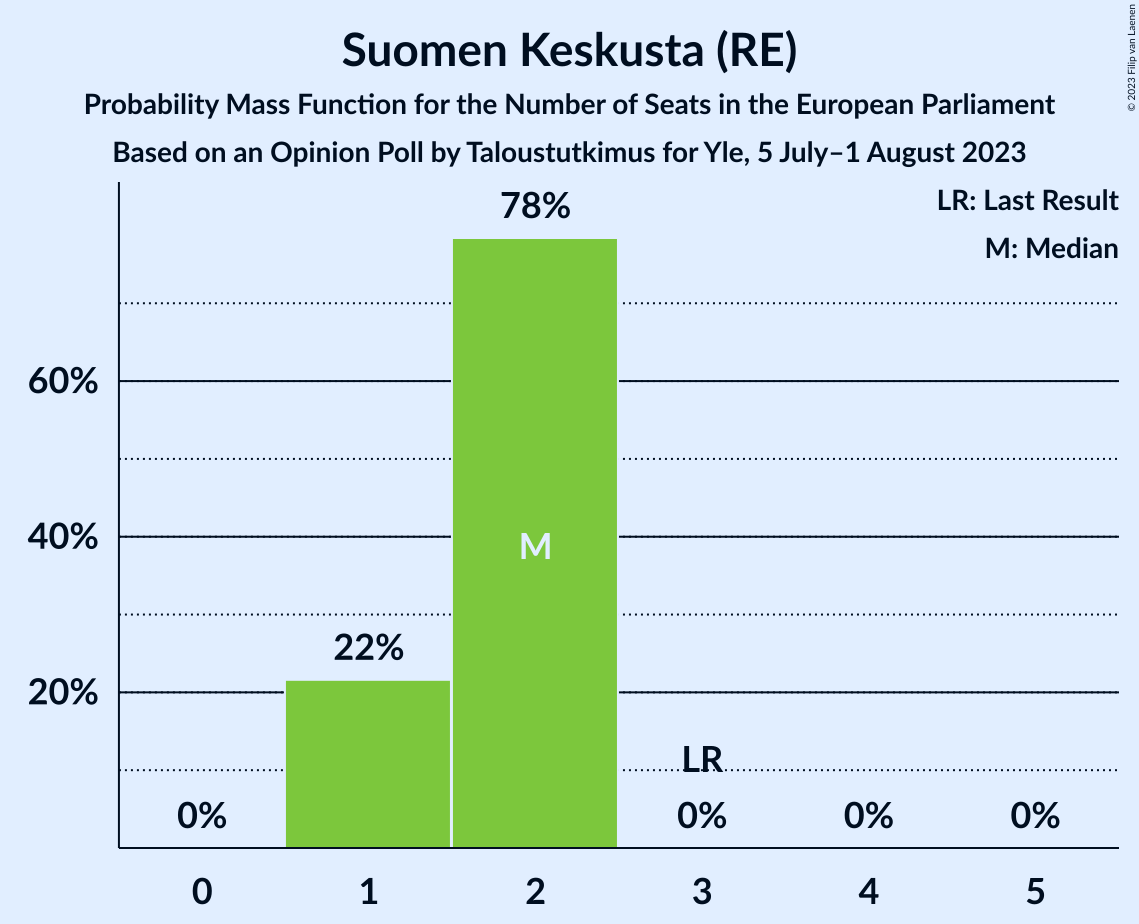 Suomen Keskusta (RE)
Probability Mass Function for the Number of Seats in the European Parliament
Based on an Opinion Poll by Taloustutkimus for Yle, 5 July–1 August 2023
© 2023 Filip van Laenen
LR: Last Result
M: Median
78%
60%
40%
M
22%
20%
LR
0%
0%
0%
0%
0
1
2
3
4
5